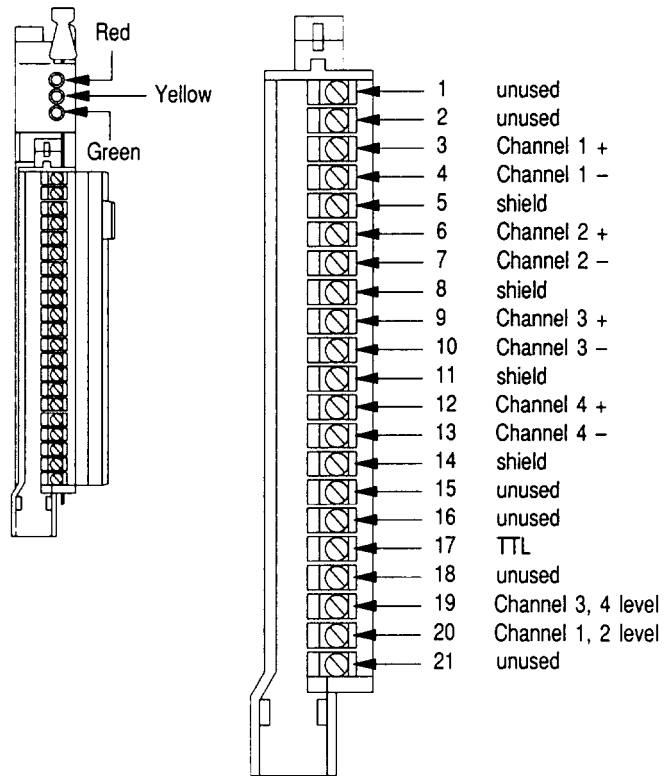 Red
Yellow
Green
1 unused
2 unused
3 Channel 1 +
4 Channel 1 –
5 shield
6 Channel 2 +
7 Channel 2 –
8 shield
9 Channel 3 +
10 Channel 3 –
11 shield
12 Channel 4 +
13 Channel 4 –
14 shield
15 unused
16 unused
17 TTL
18 unused
19 Channel 3, 4 level
20 Channel 1, 2 level
21 unused